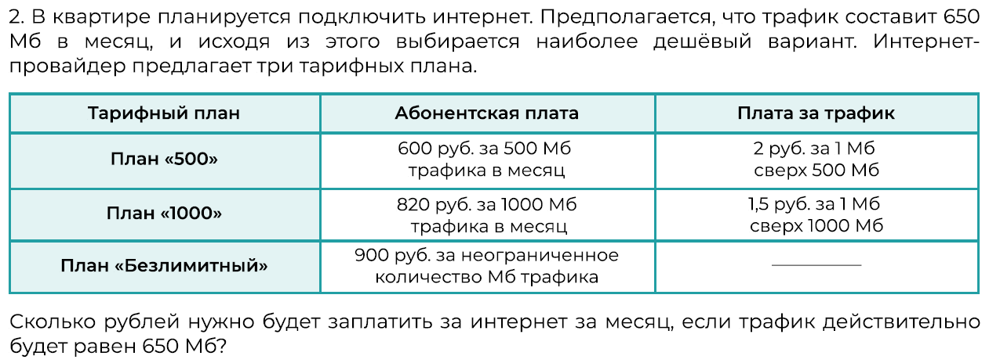 2. В квартире планируется подключить интернет. Предполагается, что трафик составит 650
Мб в месяц, и исходя из этого выбирается наиболее дешёвый вариант. Интернет-
провайдер предлагает три тарифных плана.
Тарифный план Абонентская плата Плата за трафик
План «500»
600 руб. за 500 Мб
трафика в месяц
2 руб. за 1 Мб
сверх 500 Мб
План «1000»
820 руб. за 1000 Мб
трафика в месяц
1,5 руб. за 1 Мб
сверх 1000 Мб
План «Безлимитный»
900 руб. за неограниченное
количество Мб трафика
Сколько рублей нужно будет заплатить за интернет за месяц, если трафик действительно
будет равен 650 Мб?